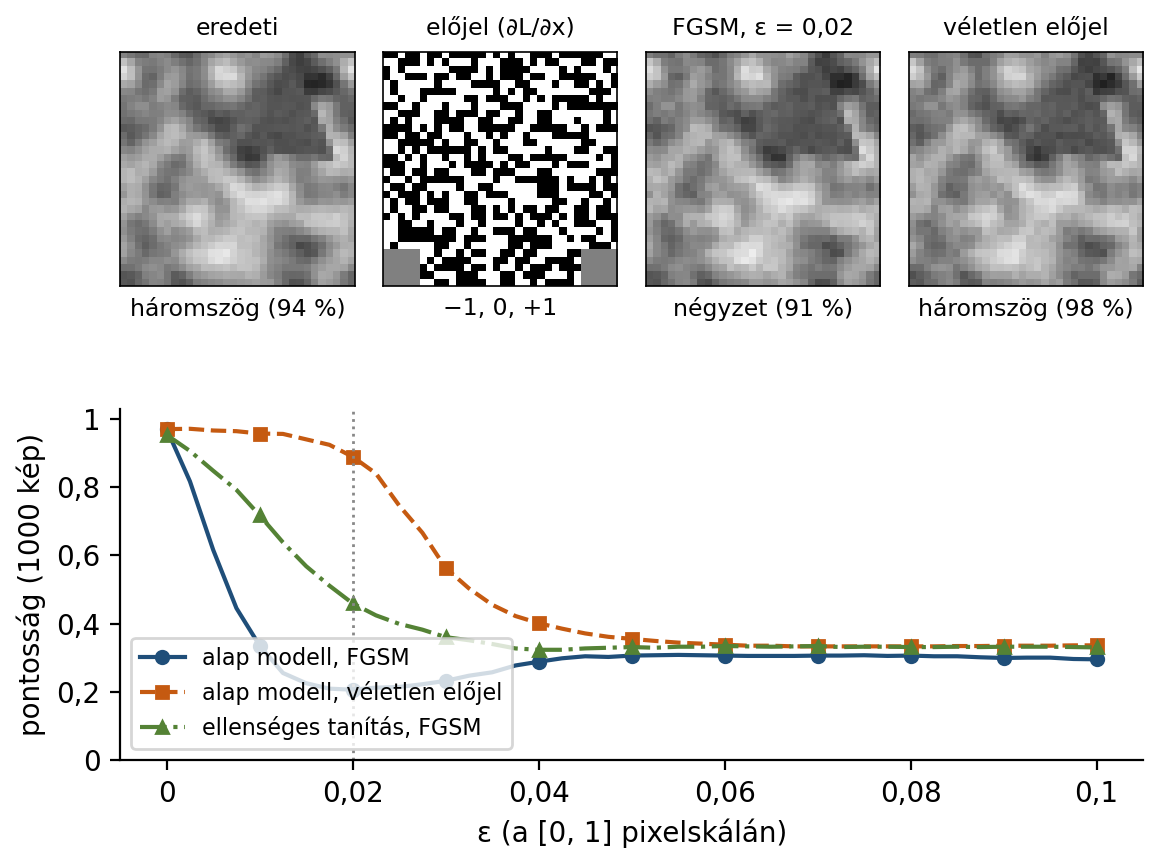 eredeti
előjel (∂L/∂x)
FGSM, ε = 0,02
véletlen előjel
háromszög (94 %)
−1, 0, +1
négyzet (91 %)
háromszög (98 %)
pontosság (1000 kép)
1
0,8
0,6
0,4
0,2
0
alap modell, FGSM
alap modell, véletlen előjel
ellenséges tanítás, FGSM
0
0,02
0,04
0,06
0,08
0,1
ε (a [0, 1] pixelskálán)